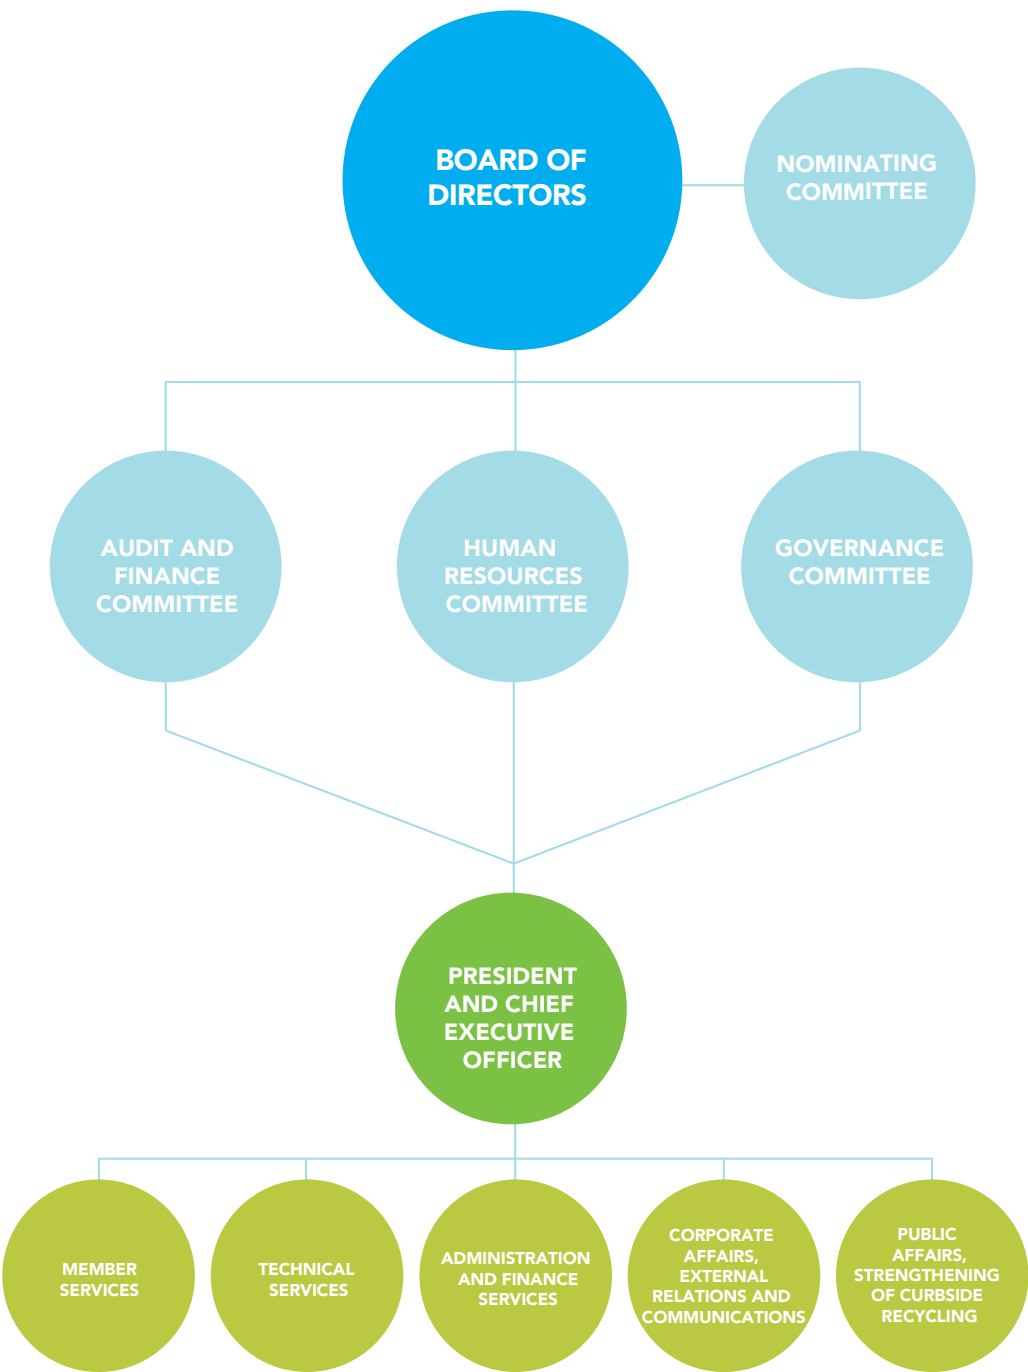 BOARD OF
DIRECTORS
NOMINATING
COMMITTEE
AUDIT AND
FINANCE
COMMITTEE
HUMAN
RESOURCES
COMMITTEE
GOVERNANCE
COMMITTEE
PRESIDENT
AND CHIEF
EXECUTIVE
OFFICER
MEMBER
SERVICES
TECHNICAL
SERVICES
ADMINISTRATION
AND FINANCE
SERVICES
CORPORATE
AFFAIRS,
EXTERNAL
RELATIONS AND
COMMUNICATIONS
PUBLIC
AFFAIRS,
STRENGTHENING
OF CURBSIDE
RECYCLING